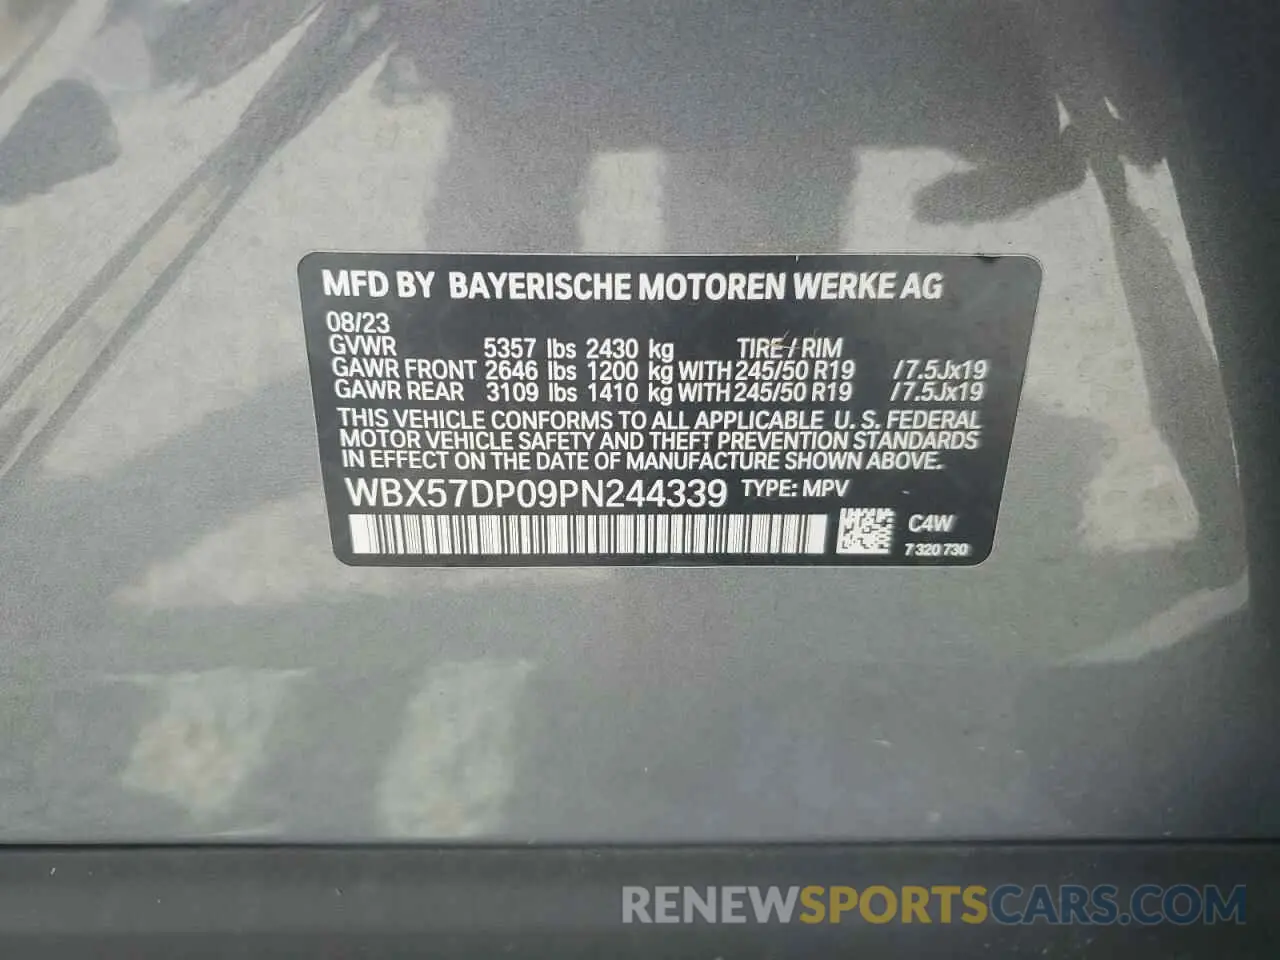 MFD BY BAYERISCHE MOTOREN WERKE AG
08/23
GVWR 5357 lbs 2430 kg TIRE / RIM
GAWR FRONT 2646 lbs 1200 kg WITH 245/50 R19 / 7.5Jx19
GAWR REAR 3109 lbs 1410 kg WITH 245/50 R19 / 7.5Jx19
THIS VEHICLE CONFORMS TO ALL APPLICABLE U. S. FEDERAL
MOTOR VEHICLE SAFETY AND THEFT PREVENTION STANDARDS
IN EFFECT ON THE DATE OF MANUFACTURE SHOWN ABOVE.
WBX57DP09PN244339 TYPE: MPV
C4W
7 320 730
RENEWSPORTSCARS.COM